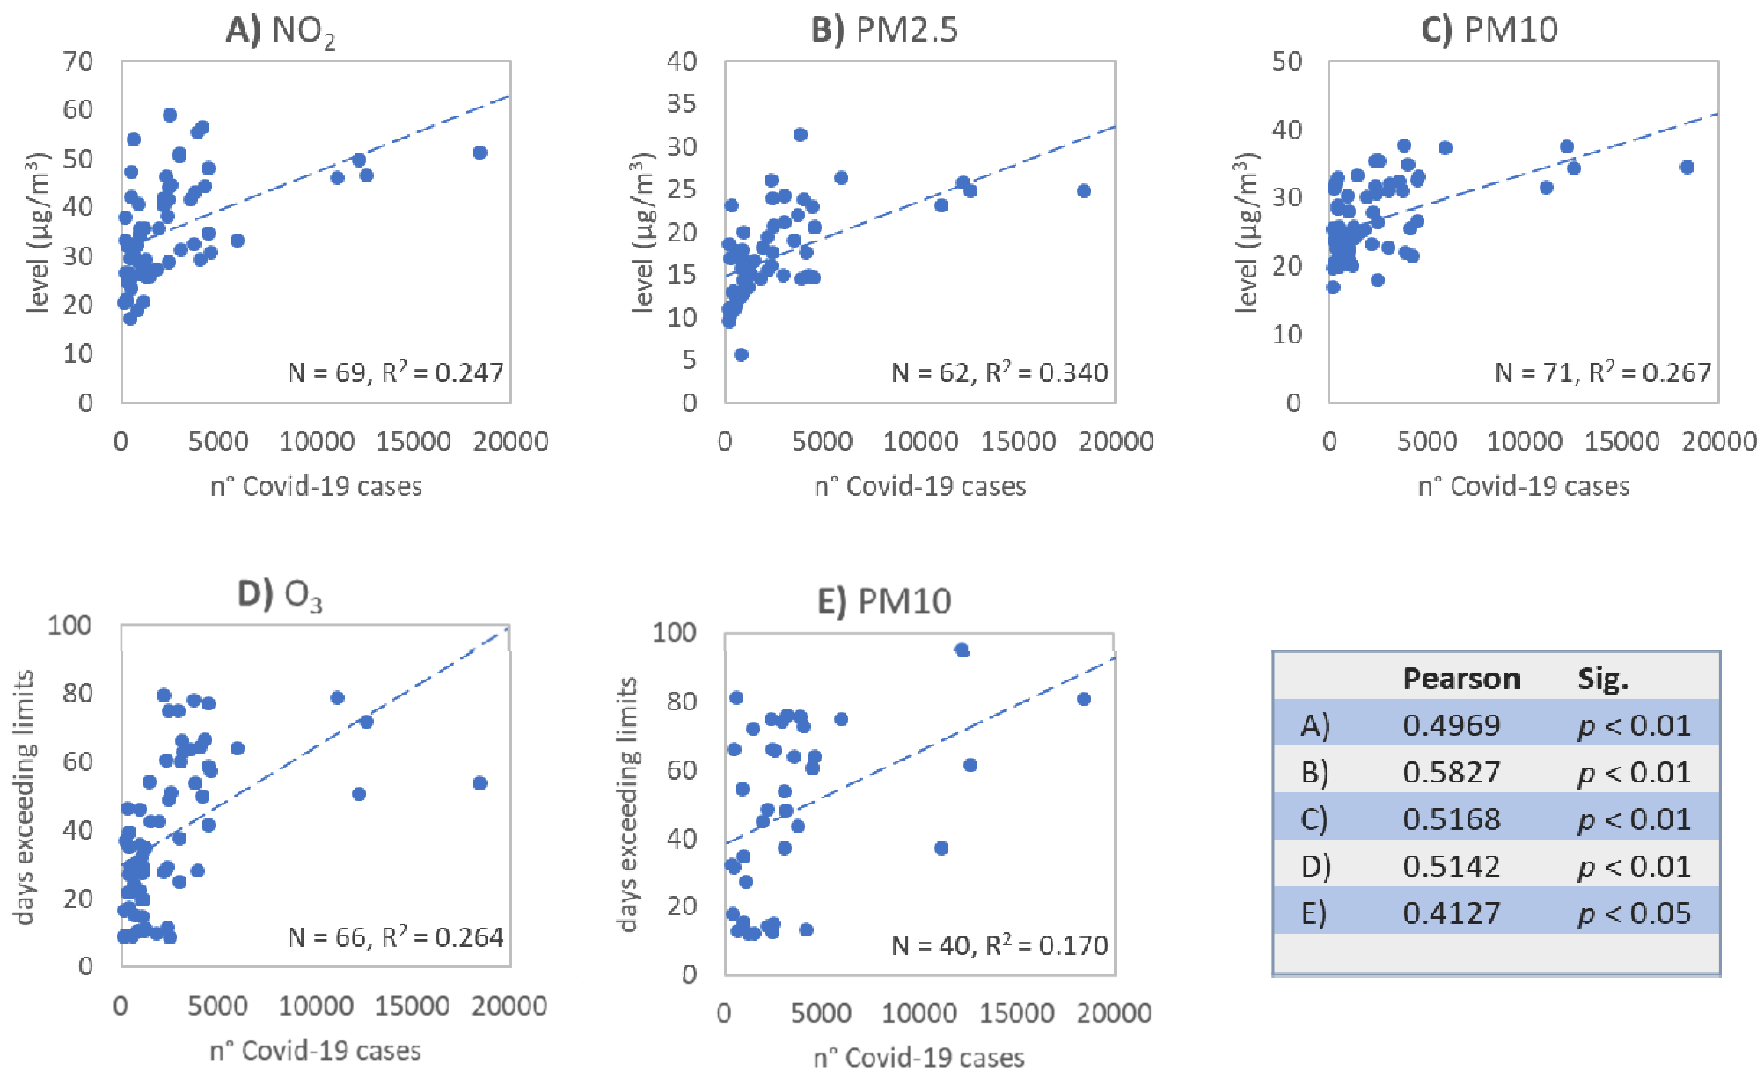 A) NO₂
70
60
50
40
30
20
10
0
level (µg/m³)
N = 69, R² = 0.247
0 5000 10000 15000 20000
n° Covid-19 cases
B) PM2.5
40
35
30
25
20
15
10
5
0
level (µg/m³)
N = 62, R² = 0.340
0 5000 10000 15000 20000
n° Covid-19 cases
C) PM10
50
40
30
20
10
0
level (µg/m³)
N = 71, R² = 0.267
0 5000 10000 15000 20000
n° Covid-19 cases
D) O₃
100
80
60
40
20
0
days exceeding limits
N = 66, R² = 0.264
0 5000 10000 15000 20000
n° Covid-19 cases
E) PM10
100
80
60
40
20
0
days exceeding limits
N = 40, R² = 0.170
0 5000 10000 15000 20000
n° Covid-19 cases
Pearson Sig.
A) 0.4969 p < 0.01
B) 0.5827 p < 0.01
C) 0.5168 p < 0.01
D) 0.5142 p < 0.01
E) 0.4127 p < 0.05